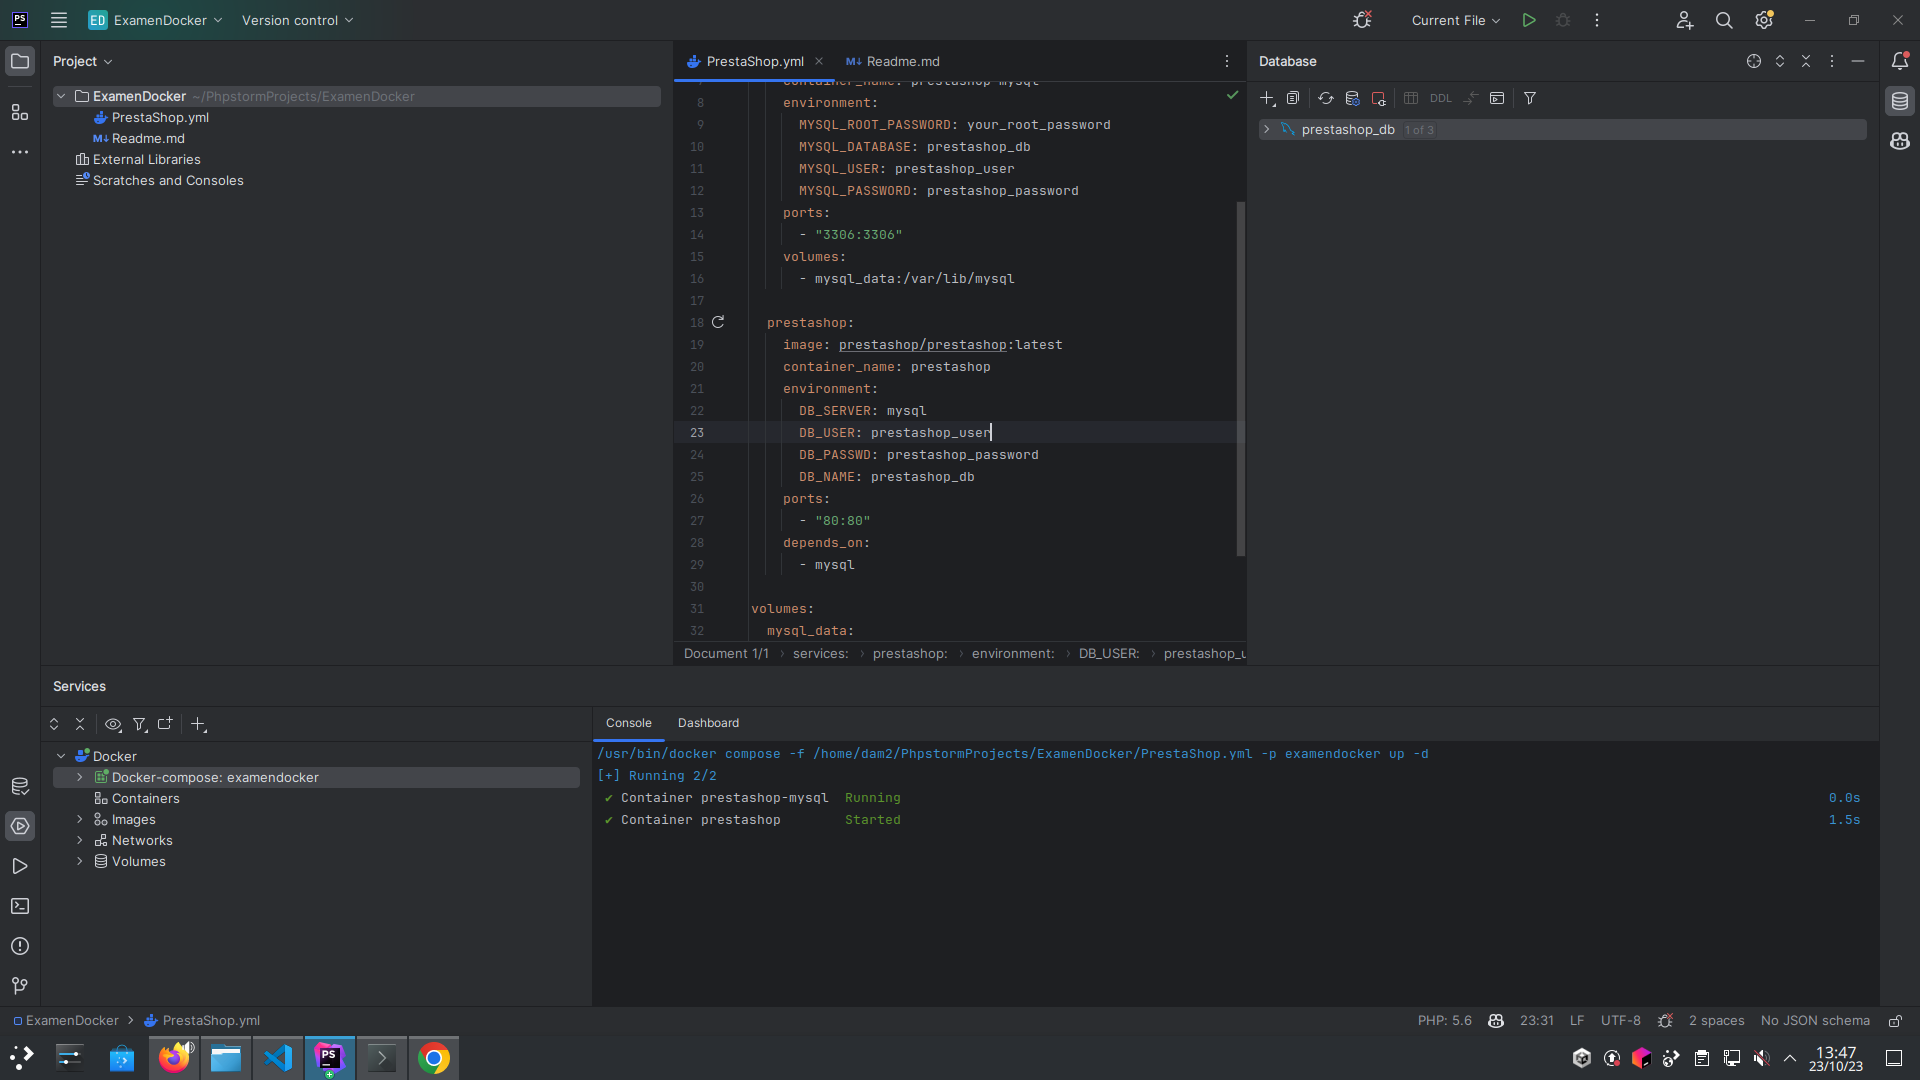 PS
ED ExamenDocker
Version control
Current File
Project
ExamenDocker ~/PhpstormProjects/ExamenDocker
PrestaShop.yml
M↓ Readme.md
External Libraries
Scratches and Consoles
PrestaShop.yml
M↓ Readme.md
8 environment:
9 MYSQL_ROOT_PASSWORD: your_root_password
10 MYSQL_DATABASE: prestashop_db
11 MYSQL_USER: prestashop_user
12 MYSQL_PASSWORD: prestashop_password
13 ports:
14 - "3306:3306"
15 volumes:
16 - mysql_data:/var/lib/mysql
17
18 prestashop:
19 image: prestashop/prestashop:latest
20 container_name: prestashop
21 environment:
22 DB_SERVER: mysql
23 DB_USER: prestashop_user
24 DB_PASSWD: prestashop_password
25 DB_NAME: prestashop_db
26 ports:
27 - "80:80"
28 depends_on:
29 - mysql
30
31 volumes:
32 mysql_data:
Document 1/1 › services: › prestashop: › environment: › DB_USER: › prestashop_u
Database
DDL
prestashop_db 1 of 3
Services
Docker
Docker-compose: examendocker
Containers
Images
Networks
Volumes
Console
Dashboard
/usr/bin/docker compose -f /home/dam2/PhpstormProjects/ExamenDocker/PrestaShop.yml -p examendocker up -d
[+] Running 2/2
✔ Container prestashop-mysql Running 0.0s
✔ Container prestashop Started 1.5s
ExamenDocker > PrestaShop.yml
PHP: 5.6
23:31
LF
UTF-8
2 spaces
No JSON schema
PS
13:47
23/10/23